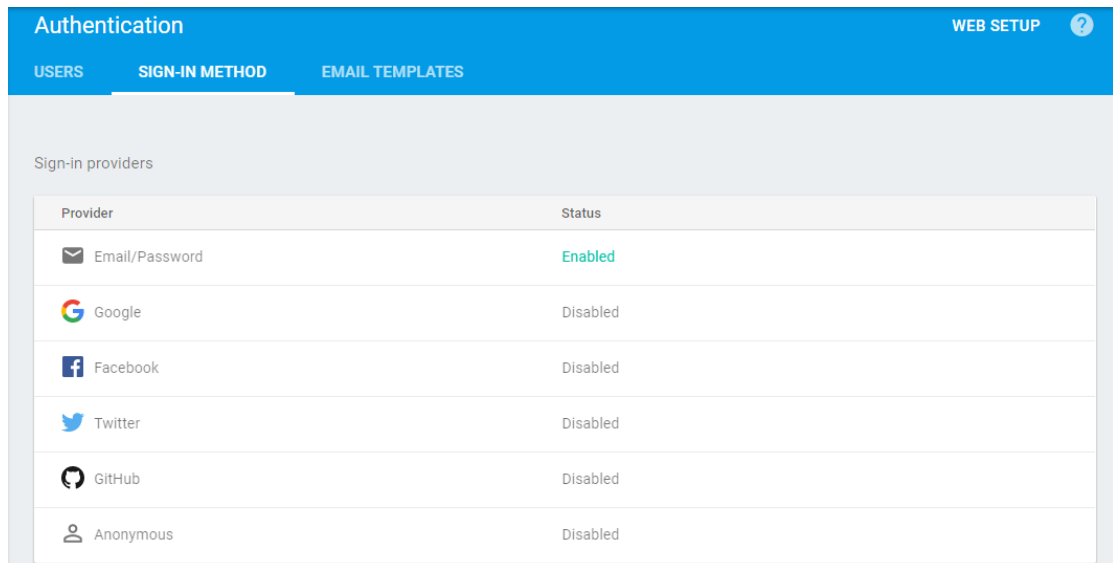 Authentication WEB SETUP ?
USERS SIGN-IN METHOD EMAIL TEMPLATES
Sign-in providers
Provider Status
Email/Password Enabled
Google Disabled
Facebook Disabled
Twitter Disabled
GitHub Disabled
Anonymous Disabled